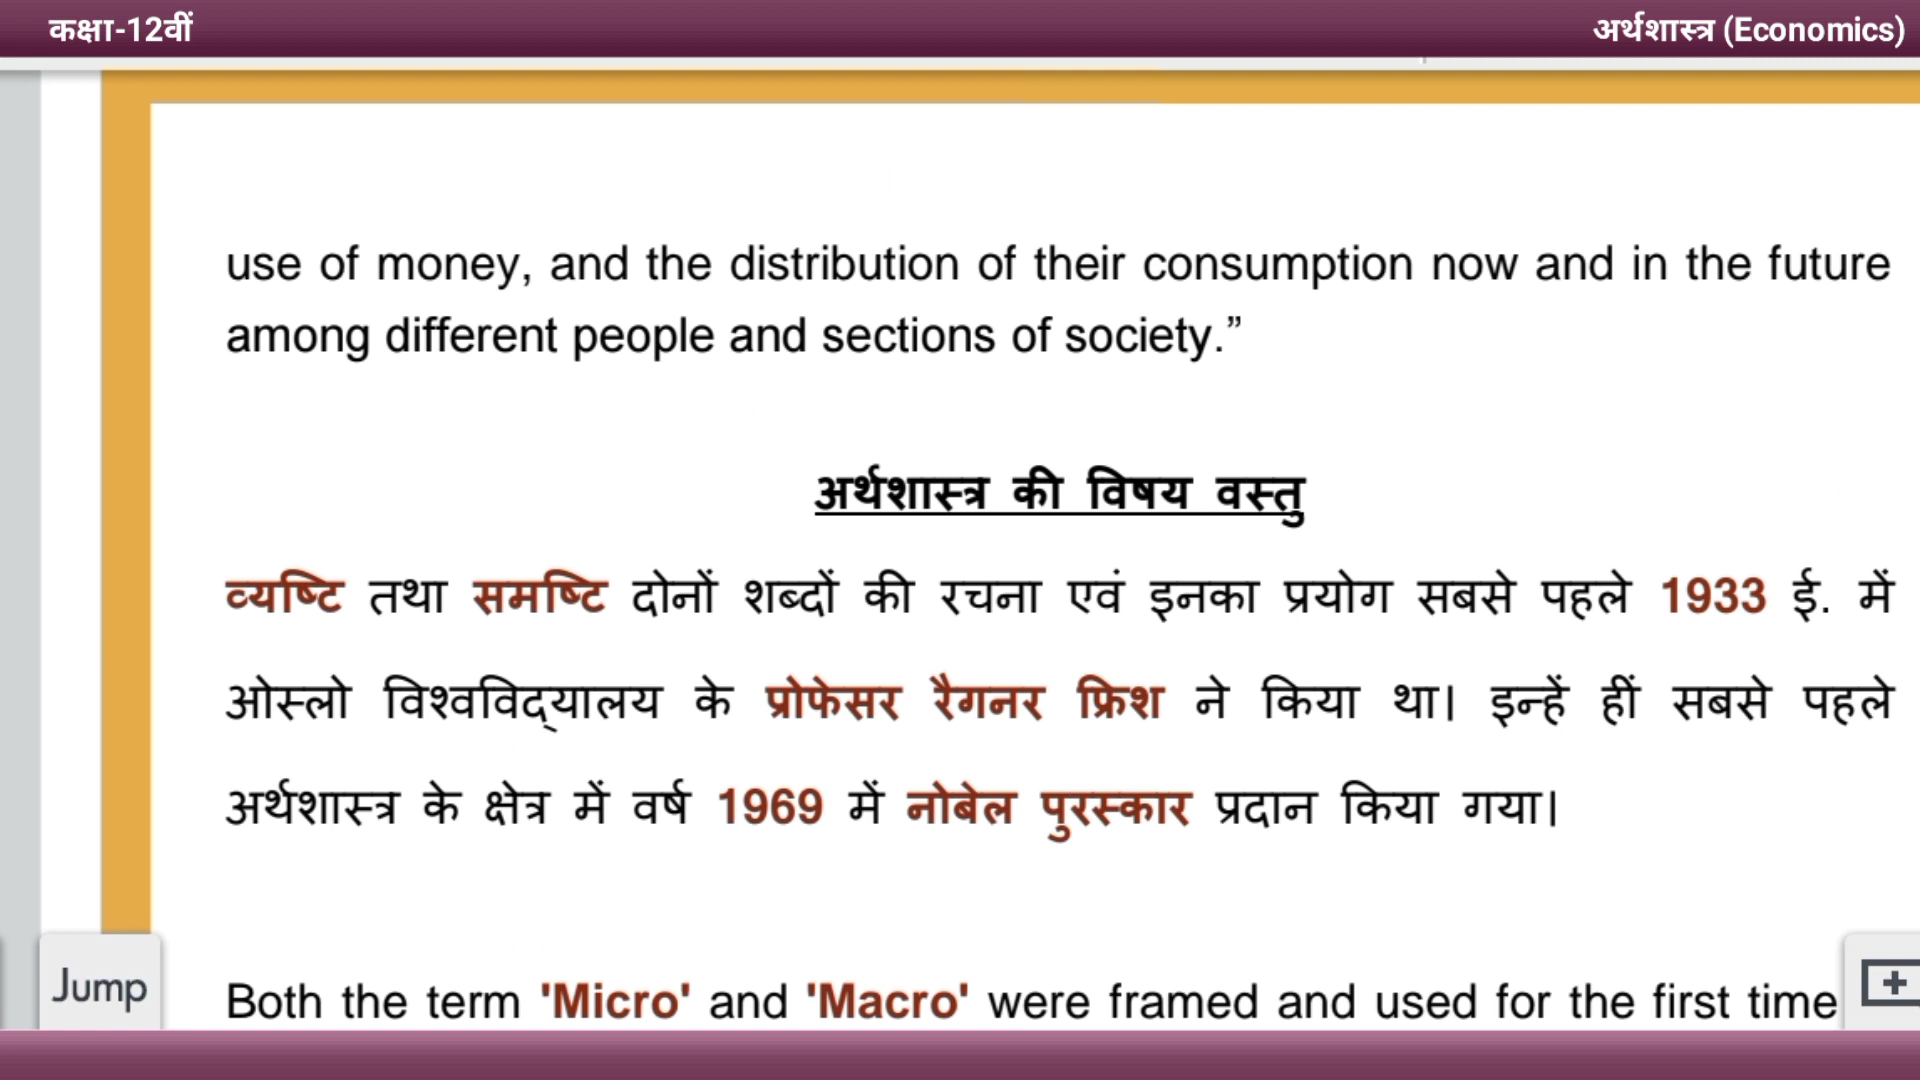 कक्षा-12वीं
अर्थशास्त्र (Economics)
use of money, and the distribution of their consumption now and in the future
among different people and sections of society.”
अर्थशास्त्र की विषय वस्तु
व्यष्टि तथा समष्टि दोनों शब्दों की रचना एवं इनका प्रयोग सबसे पहले 1933 ई. में
ओस्लो विश्वविद्यालय के प्रोफेसर रैगनर फ्रिश ने किया था। इन्हें हीं सबसे पहले
अर्थशास्त्र के क्षेत्र में वर्ष 1969 में नोबेल पुरस्कार प्रदान किया गया।
Jump
Both the term 'Micro' and 'Macro' were framed and used for the first time